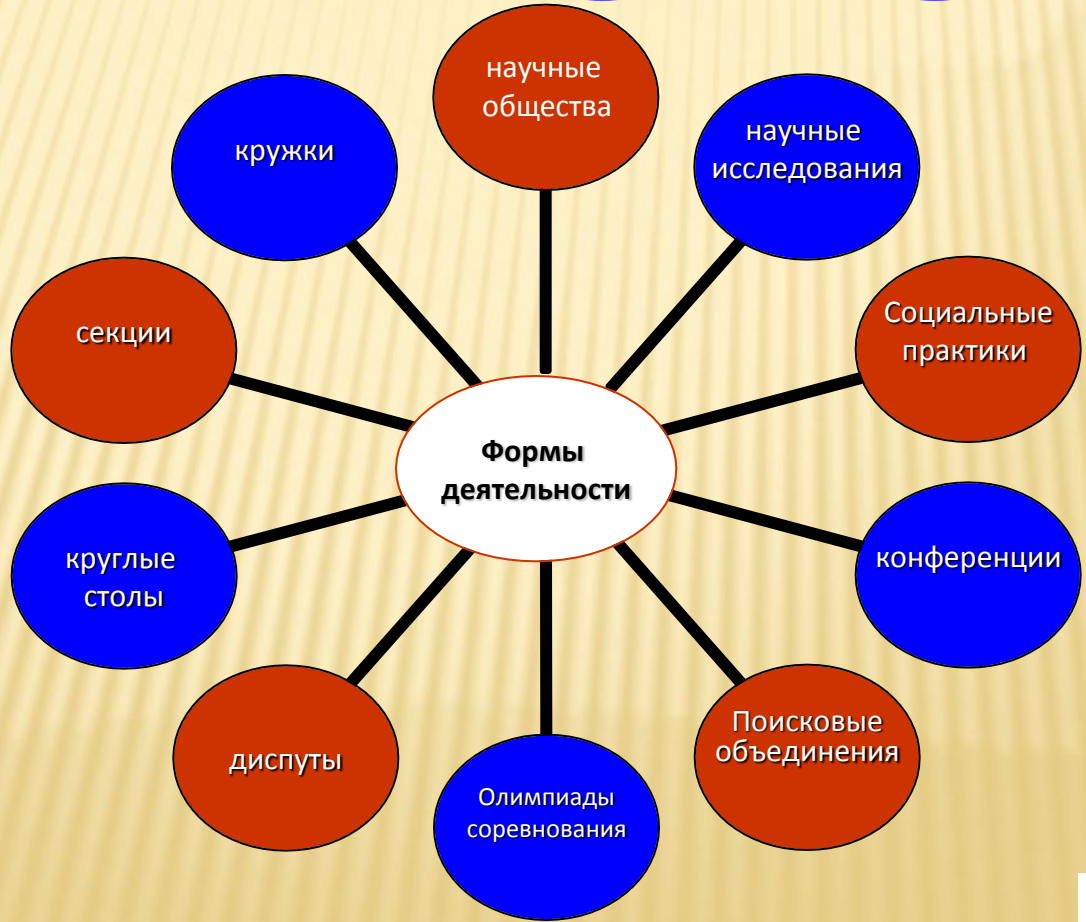 научные
общества
научные
исследования
кружки
Социальные
практики
секции
Формы
деятельности
конференции
круглые
столы
Поисковые
объединения
диспуты
Олимпиады
соревнования